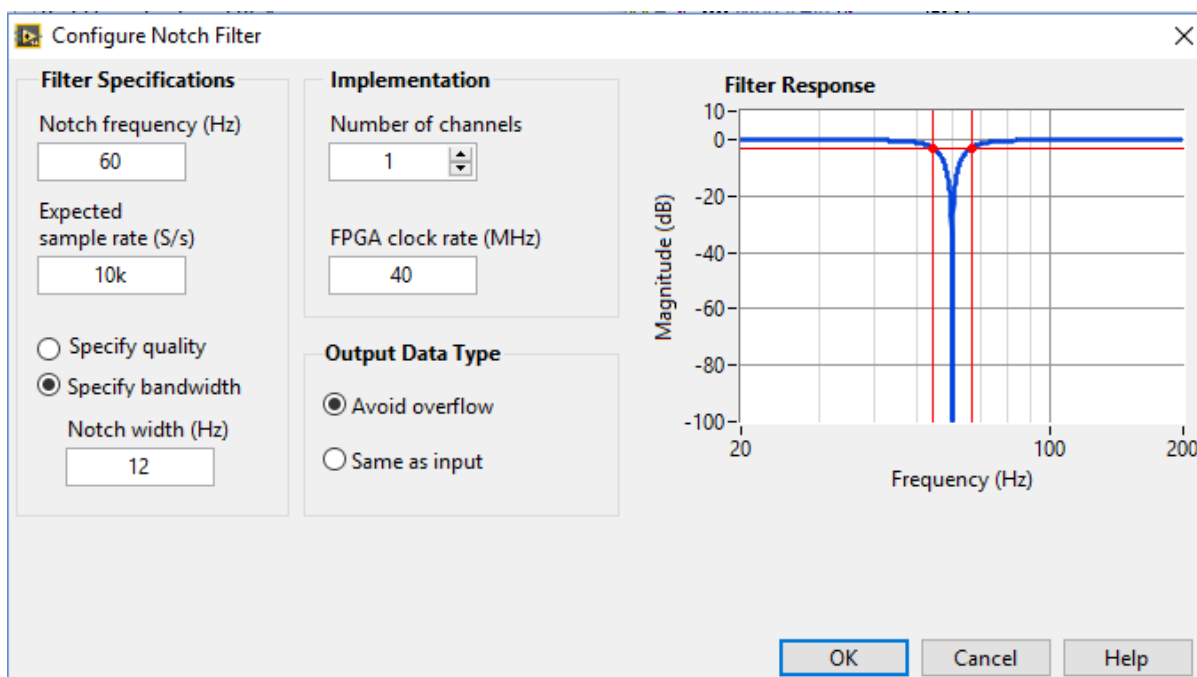 Configure Notch Filter
Filter Specifications
Notch frequency (Hz)
60
Expected
sample rate (S/s)
10k
Specify quality
Specify bandwidth
Notch width (Hz)
12
Implementation
Number of channels
1
FPGA clock rate (MHz)
40
Output Data Type
Avoid overflow
Same as input
Filter Response
Magnitude (dB)
10
0
-20
-40
-60
-80
-100
20
100
200
Frequency (Hz)
OK
Cancel
Help